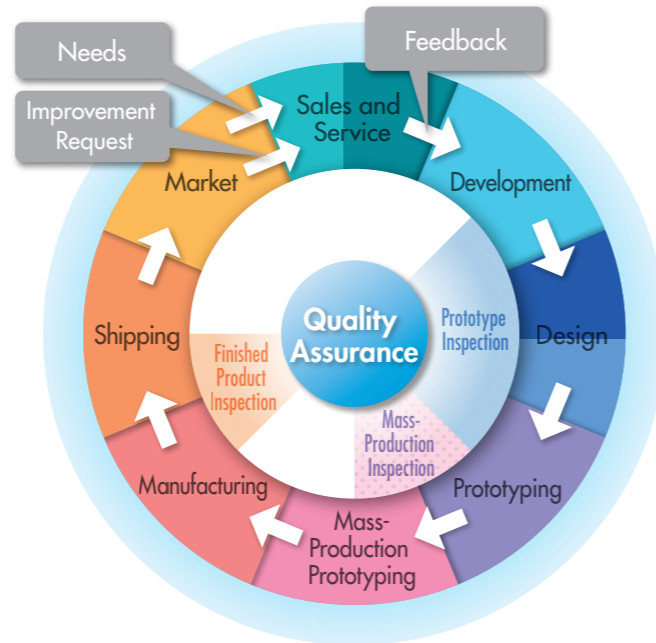 Needs
Feedback
Improvement
Request
Sales and
Service
Market
Development
Quality
Assurance
Prototype
Inspection
Shipping
Design
Finished
Product
Inspection
Mass-
Production
Inspection
Manufacturing
Prototyping
Mass-
Production
Prototyping